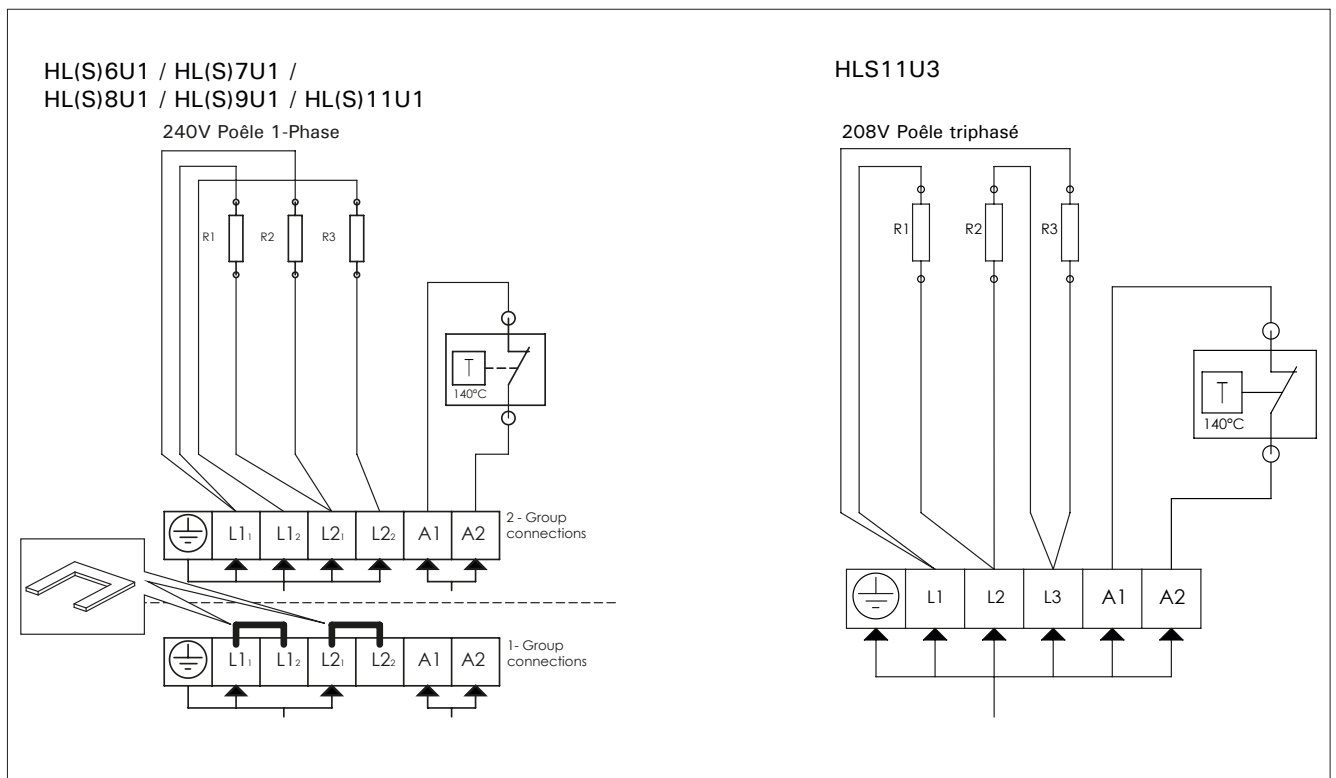 HL(S)6U1 / HL(S)7U1 /
HL(S)8U1 / HL(S)9U1 / HL(S)11U1
240V Poêle 1-Phase
R1 R2 R3
T
140°C
L1₁ L1₂ L2₁ L2₂ A1 A2
2 - Group
connections
L1₁ L1₂ L2₁ L2₂ A1 A2
1- Group
connections
HLS11U3
208V Poêle triphasé
R1 R2 R3
T
140°C
L1 L2 L3 A1 A2